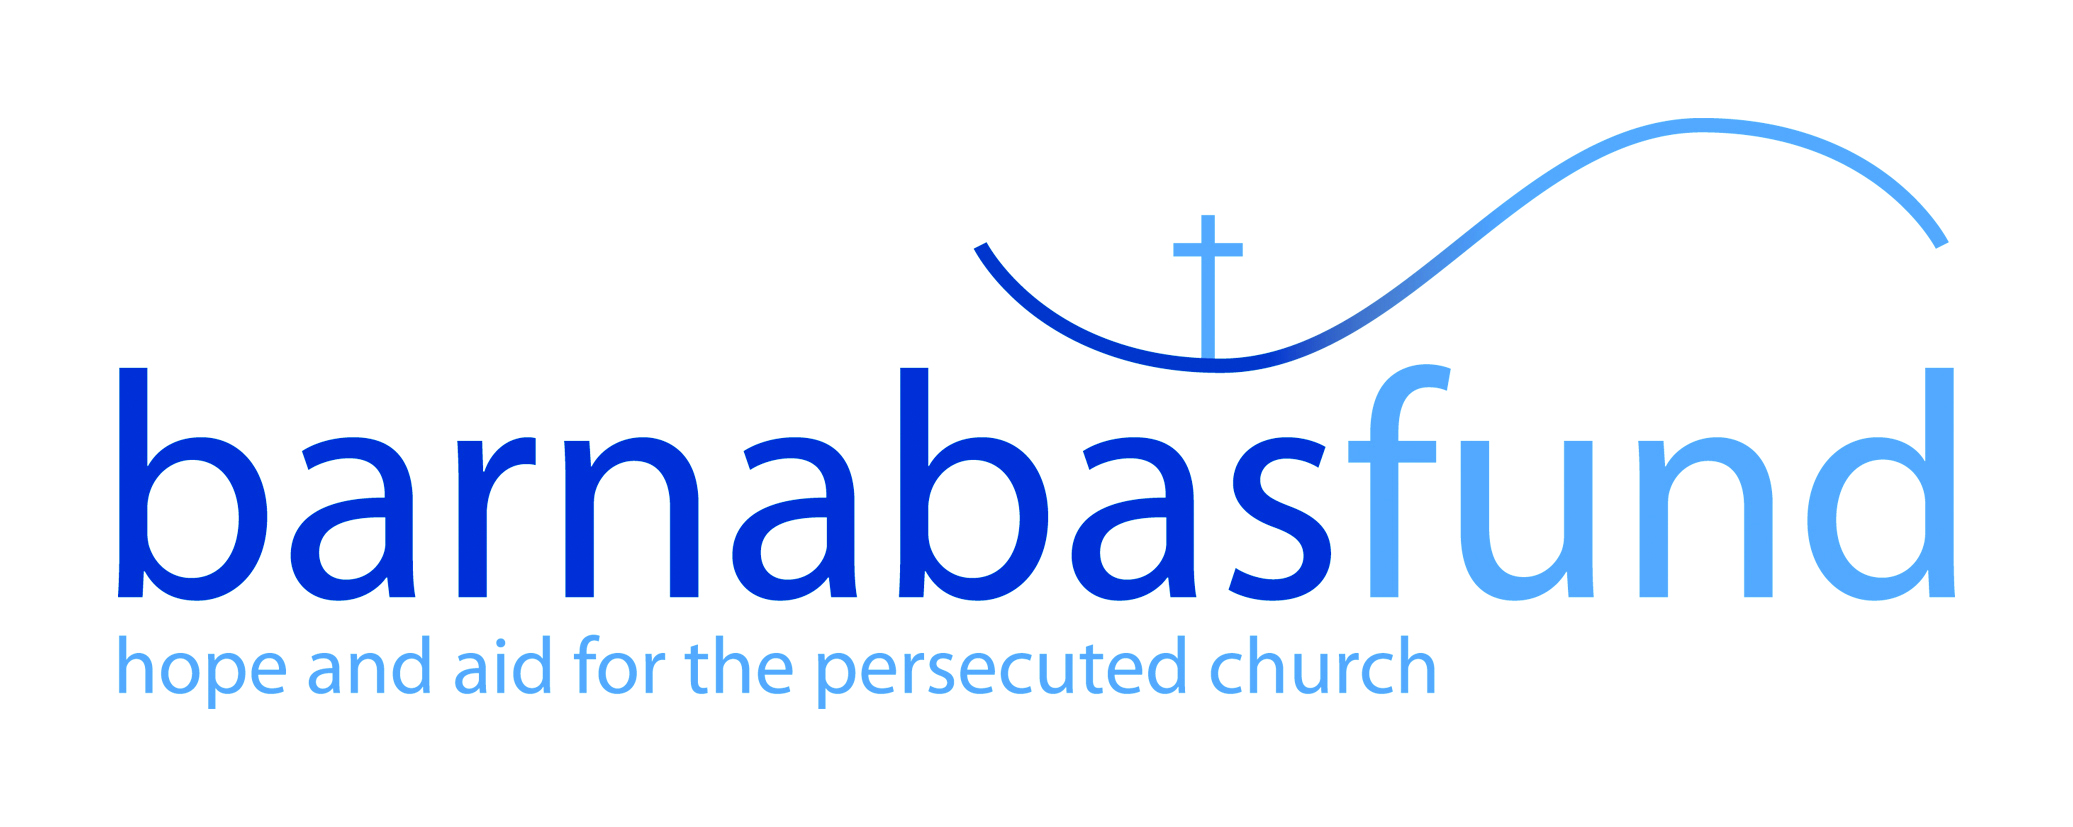 barnabasfund
hope and aid for the persecuted church